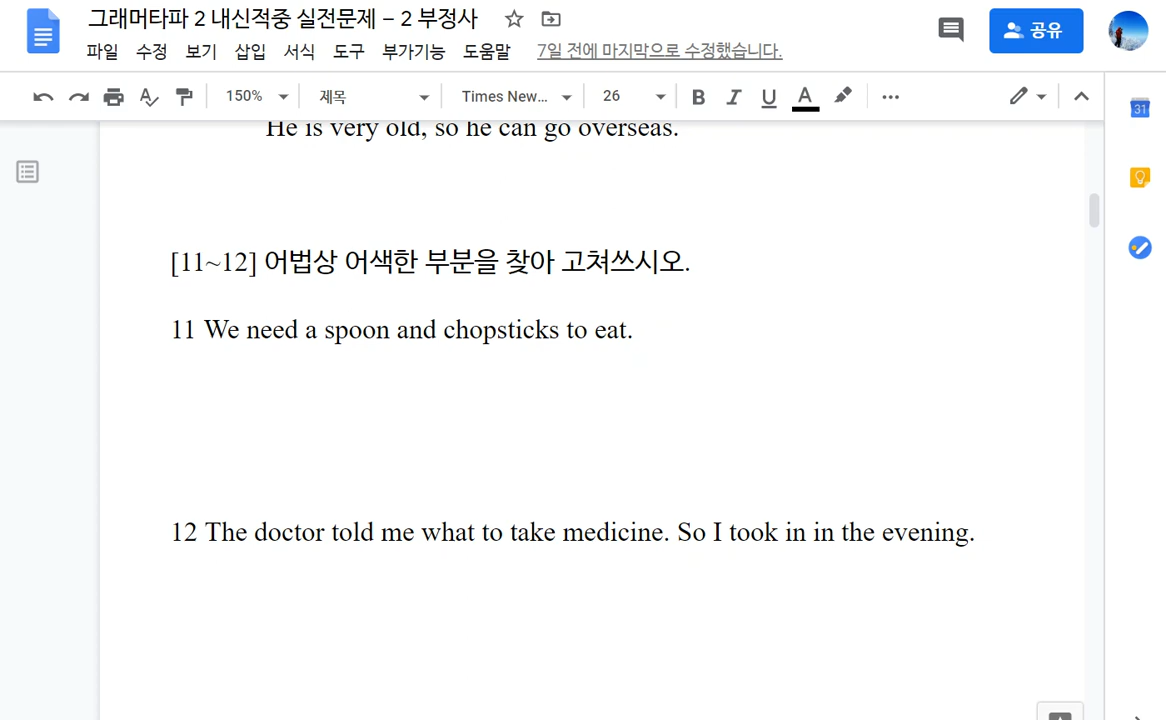 그래머타파 2 내신적중 실전문제 – 2 부정사
공유
파일 수정 보기 삽입 서식 도구 부가기능 도움말 7일 전에 마지막으로 수정했습니다.
150% 제목 Times New... 26 B I U A ...
31
He is very old, so he can go overseas.
[11~12] 어법상 어색한 부분을 찾아 고쳐쓰시오.
11 We need a spoon and chopsticks to eat.
12 The doctor told me what to take medicine. So I took in in the evening.